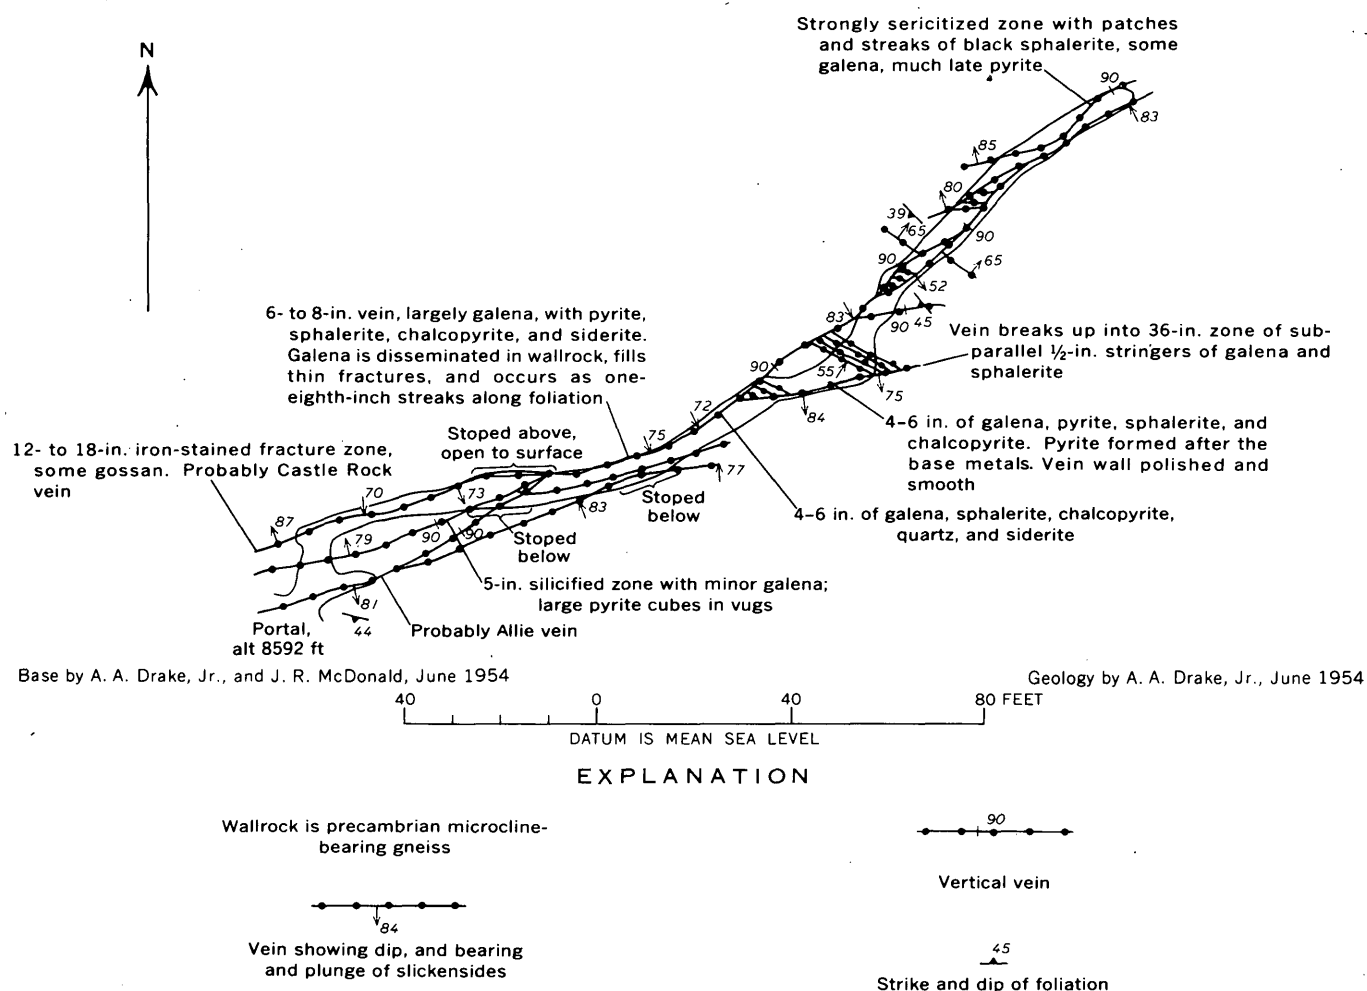 Strongly sericitized zone with patches
and streaks of black sphalerite, some
galena, much late pyrite
N
90
83
85
80
39
65
90
65
90
52
83
90
45
6- to 8-in. vein, largely galena, with pyrite,
sphalerite, chalcopyrite, and siderite.
Galena is disseminated in wallrock, fills
thin fractures, and occurs as one-
eighth-inch streaks along foliation
Vein breaks up into 36-in. zone of sub-
parallel ½-in. stringers of galena and
sphalerite
90
55
75
84
72
75
4-6 in. of galena, pyrite, sphalerite, and
chalcopyrite. Pyrite formed after the
base metals. Vein wall polished and
smooth
12- to 18-in. iron-stained fracture zone,
some gossan. Probably Castle Rock
vein
Stoped above,
open to surface
77
70
73
Stoped
below
83
4-6 in. of galena, sphalerite, chalcopyrite,
quartz, and siderite
87
79
90
90
Stoped
below
5-in. silicified zone with minor galena;
large pyrite cubes in vugs
81
44
Portal,
alt 8592 ft
Probably Allie vein
Base by A. A. Drake, Jr., and J. R. McDonald, June 1954
Geology by A. A. Drake, Jr., June 1954
40 0 40 80 FEET
DATUM IS MEAN SEA LEVEL
EXPLANATION
Wallrock is precambrian microcline-
bearing gneiss
90
Vertical vein
84
Vein showing dip, and bearing
and plunge of slickensides
45
Strike and dip of foliation